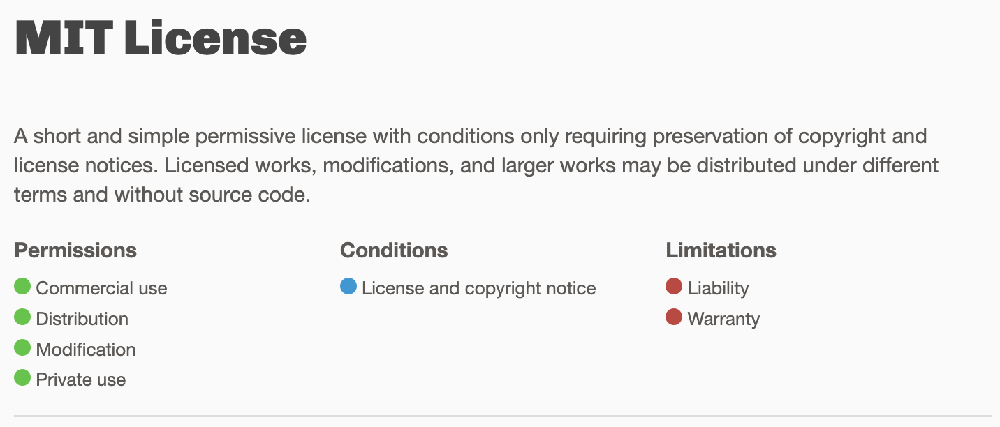 MIT License
A short and simple permissive license with conditions only requiring preservation of copyright and
license notices. Licensed works, modifications, and larger works may be distributed under different
terms and without source code.
Permissions
Commercial use
Distribution
Modification
Private use
Conditions
License and copyright notice
Limitations
Liability
Warranty